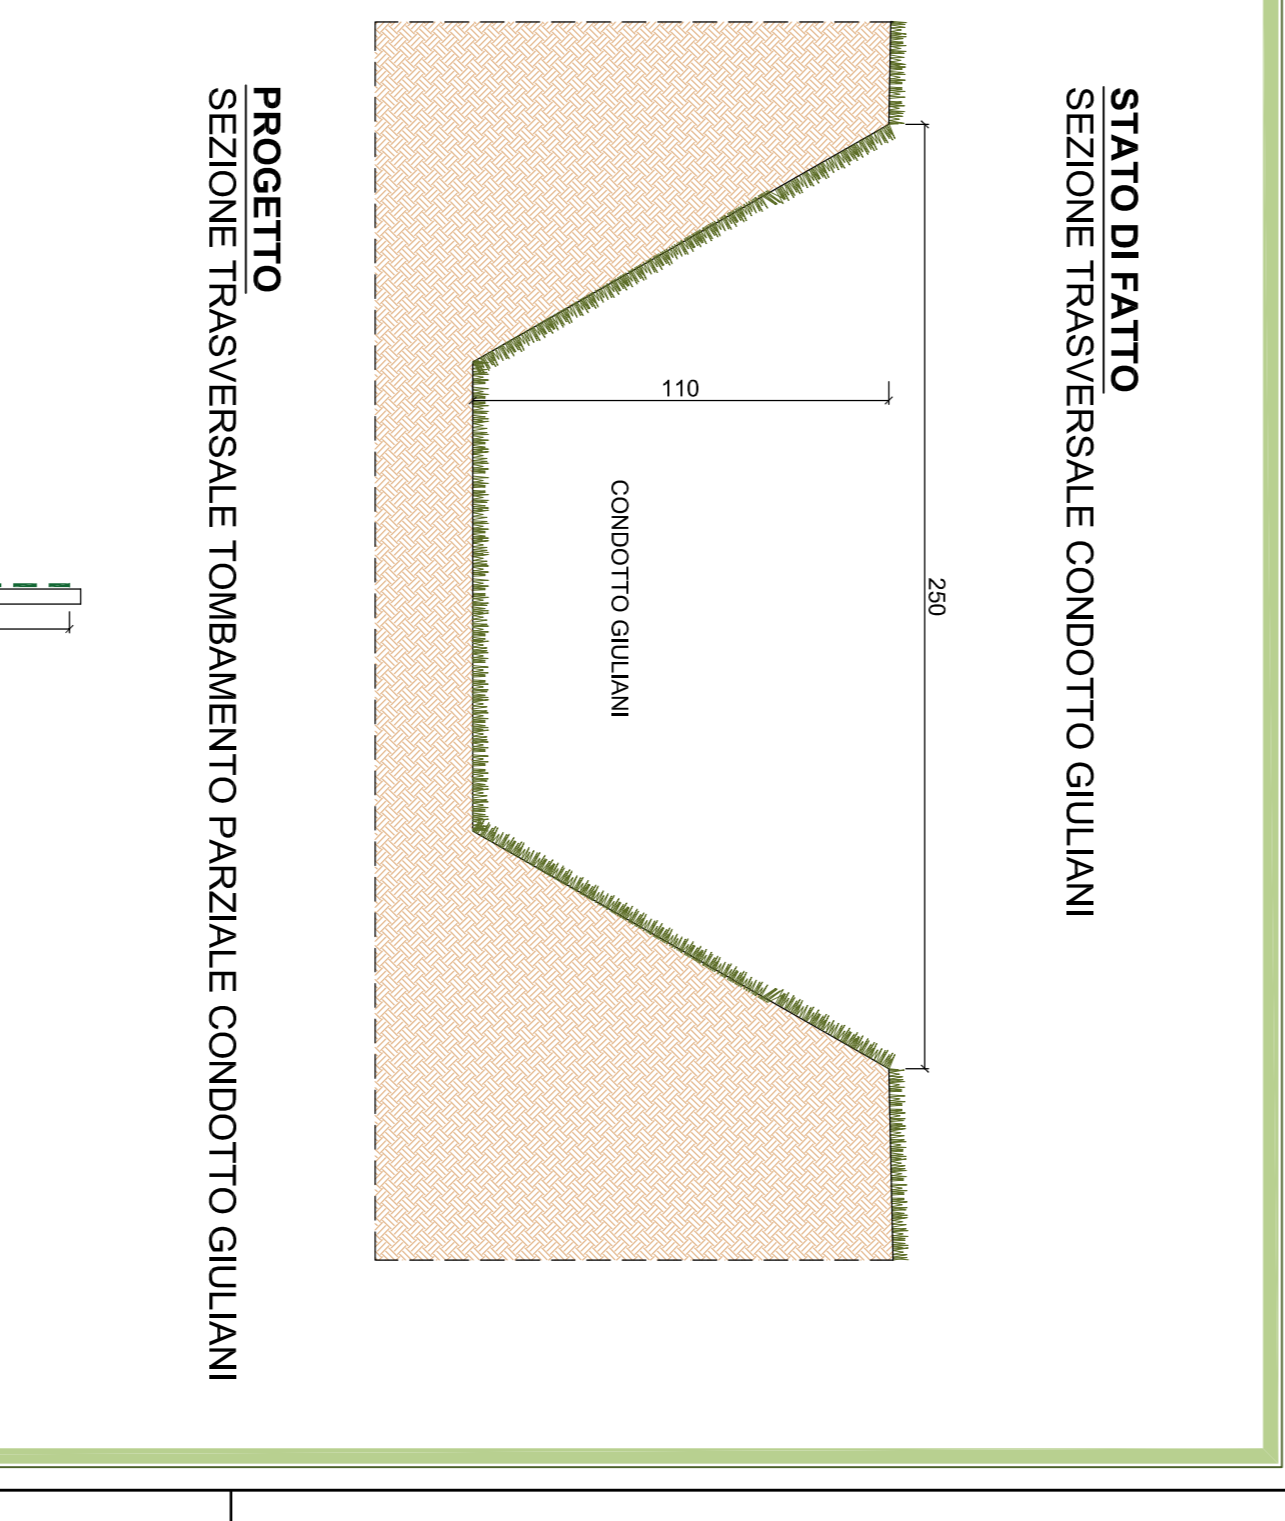 STATO DI FATTO
SEZIONE TRASVERSALE CONDOTTO GIULIANI
250
110
CONDOTTO GIULIANI
PROGETTO
SEZIONE TRASVERSALE TOMBAMENTO PARZIALE CONDOTTO GIULIANI